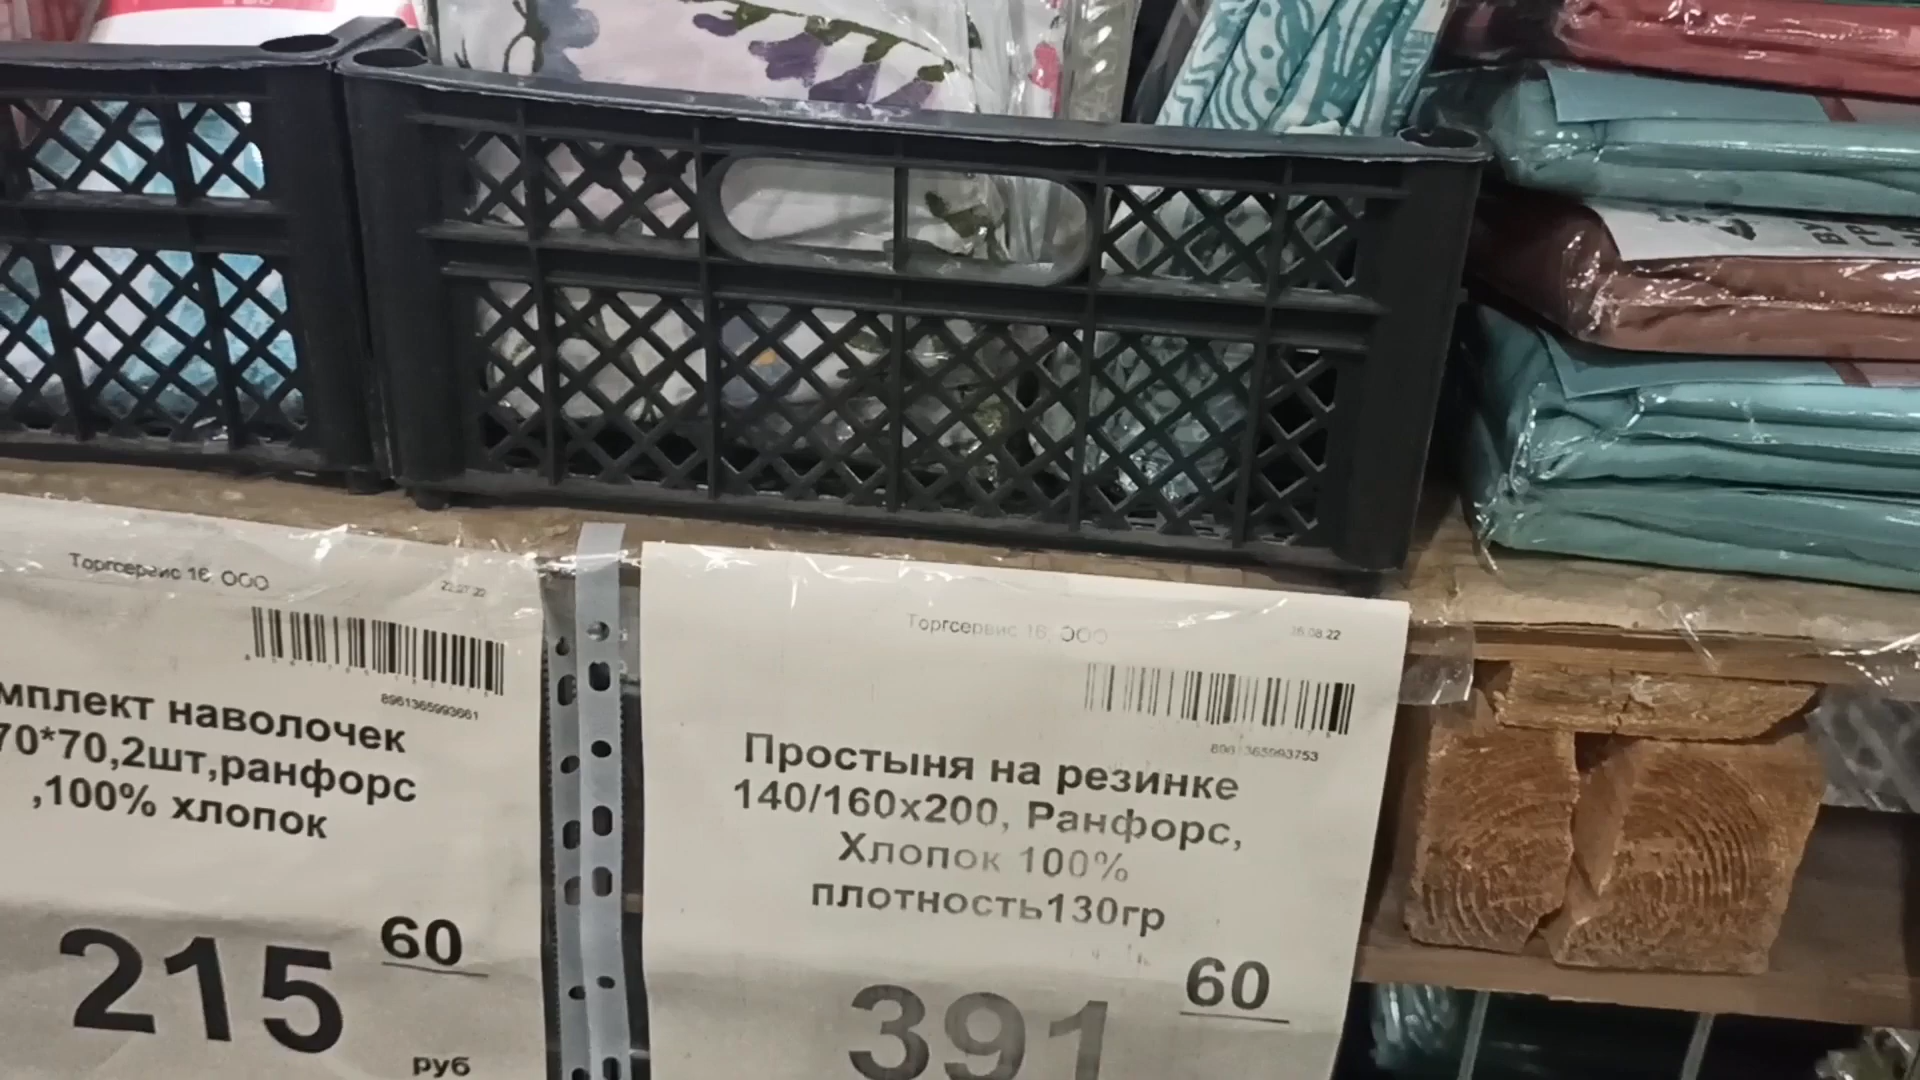 Торгсервис 16, ООО
22.07.22
8961365993661
мплект наволочек
70*70,2шт,ранфорс
,100% хлопок
215 60
руб
Торгсервис 16, ООО
16.08.22
8961365993753
Простыня на резинке
140/160х200, Ранфорс,
Хлопок 100%
плотность130гр
391 60